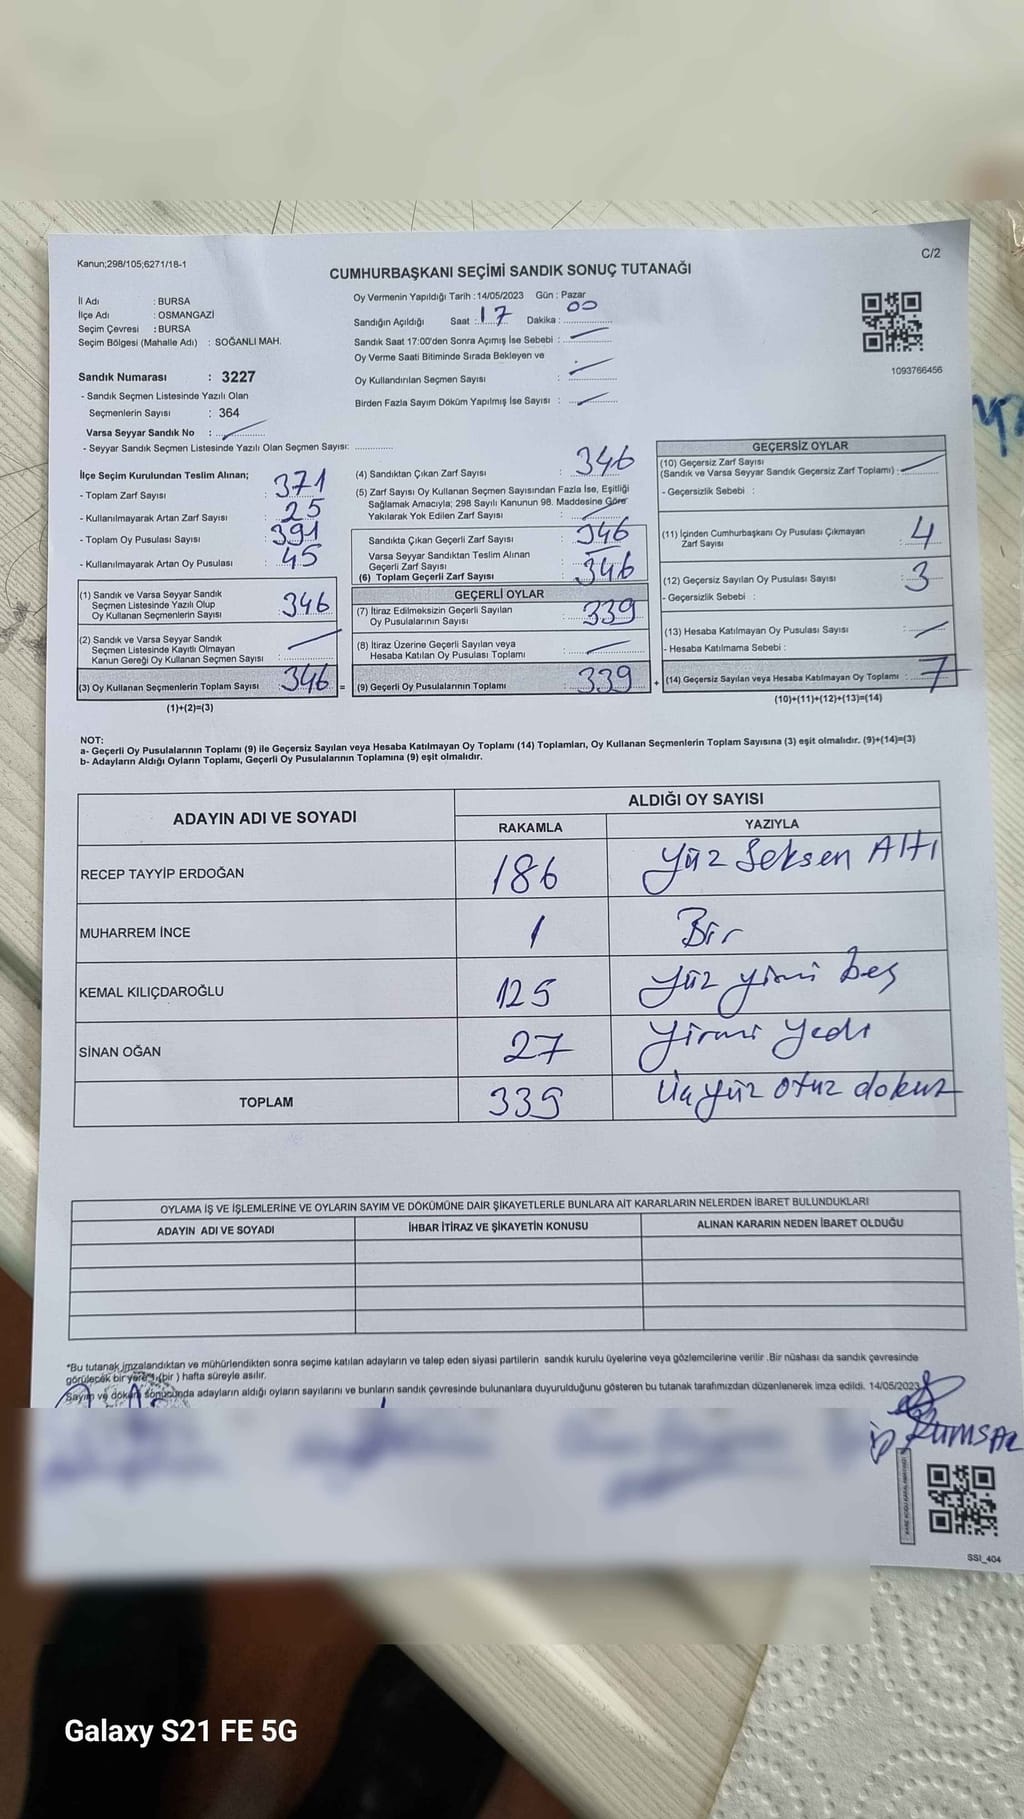 Kanun;298/105;6271/18-1
C/2
CUMHURBAŞKANI SEÇİMİ SANDIK SONUÇ TUTANAĞI
İl Adı : BURSA
İlçe Adı : OSMANGAZİ
Seçim Çevresi : BURSA
Seçim Bölgesi (Mahalle Adı) : SOĞANLI MAH.
Sandık Numarası : 3227
- Sandık Seçmen Listesinde Yazılı Olan
Seçmenlerin Sayısı : 364
Varsa Seyyar Sandık No :
- Seyyar Sandık Seçmen Listesinde Yazılı Olan Seçmen Sayısı:
Oy Vermenin Yapıldığı Tarih :14/05/2023 Gün : Pazar
Sandığın Açıldığı Saat : 17 Dakika : 00
Sandık Saat 17:00'den Sonra Açımış İse Sebebi :
Oy Verme Saati Bitiminde Sırada Bekleyen ve
Oy Kullandırılan Seçmen Sayısı :
Birden Fazla Sayım Döküm Yapılmış İse Sayısı :
1093766456
İlçe Seçim Kurulundan Teslim Alınan;
- Toplam Zarf Sayısı : 371
- Kullanılmayarak Artan Zarf Sayısı : 25
- Toplam Oy Pusulası Sayısı : 391
- Kullanılmayarak Artan Oy Pusulası : 45
(1) Sandık ve Varsa Seyyar Sandık
Seçmen Listesinde Yazılı Olup
Oy Kullanan Seçmenlerin Sayısı : 346
(2) Sandık ve Varsa Seyyar Sandık
Seçmen Listesinde Kayıtlı Olmayan
Kanun Gereği Oy Kullanan Seçmen Sayısı :
(3) Oy Kullanan Seçmenlerin Toplam Sayısı : 346 =
(1)+(2)=(3)
(4) Sandıktan Çıkan Zarf Sayısı : 346
(5) Zarf Sayısı Oy Kullanan Seçmen Sayısından Fazla İse, Eşitliği
Sağlamak Amacıyla; 298 Sayılı Kanunun 98. Maddesine Göre
Yakılarak Yok Edilen Zarf Sayısı :
Sandıkta Çıkan Geçerli Zarf Sayısı : 346
Varsa Seyyar Sandıktan Teslim Alınan
Geçerli Zarf Sayısı
(6) Toplam Geçerli Zarf Sayısı : 346
GEÇERLİ OYLAR
(7) İtiraz Edilmeksizin Geçerli Sayılan
Oy Pusulalarının Sayısı : 339
(8) İtiraz Üzerine Geçerli Sayılan veya
Hesaba Katılan Oy Pusulası Toplamı :
(9) Geçerli Oy Pusulalarının Toplamı : 339 +
GEÇERSİZ OYLAR
(10) Geçersiz Zarf Sayısı
(Sandık ve Varsa Seyyar Sandık Geçersiz Zarf Toplamı) :
- Geçersizlik Sebebi :
(11) İçinden Cumhurbaşkanı Oy Pusulası Çıkmayan
Zarf Sayısı : 4
(12) Geçersiz Sayılan Oy Pusulası Sayısı : 3
- Geçersizlik Sebebi :
(13) Hesaba Katılmayan Oy Pusulası Sayısı :
- Hesaba Katılmama Sebebi :
(14) Geçersiz Sayılan veya Hesaba Katılmayan Oy Toplamı : 7
(10)+(11)+(12)+(13)=(14)
NOT:
a- Geçerli Oy Pusulalarının Toplamı (9) ile Geçersiz Sayılan veya Hesaba Katılmayan Oy Toplamı (14) Toplamları, Oy Kullanan Seçmenlerin Toplam Sayısına (3) eşit olmalıdır. (9)+(14)=(3)
b- Adayların Aldığı Oyların Toplamı, Geçerli Oy Pusulalarının Toplamına (9) eşit olmalıdır.
ADAYIN ADI VE SOYADI ALDIĞI OY SAYISI
RAKAMLA YAZIYLA
RECEP TAYYİP ERDOĞAN 186 Yüz Seksen Altı
MUHARREM İNCE 1 Bir
KEMAL KILIÇDAROĞLU 125 Yüz yirmi beş
SİNAN OĞAN 27 Yirmi Yedi
TOPLAM 339 Üçyüz otuz dokuz
OYLAMA İŞ VE İŞLEMLERİNE VE OYLARIN SAYIM VE DÖKÜMÜNE DAİR ŞİKAYETLERLE BUNLARA AİT KARARLARIN NELERDEN İBARET BULUNDUKLARI
ADAYIN ADI VE SOYADI İHBAR İTİRAZ VE ŞİKAYETİN KONUSU ALINAN KARARIN NEDEN İBARET OLDUĞU
*Bu tutanak imzalandıktan ve mühürlendikten sonra seçime katılan adayların ve talep eden siyasi partilerin sandık kurulu üyelerine veya gözlemcilerine verilir .Bir nüshası da sandık çevresinde
görülecek bir yere 1 (bir ) hafta süreyle asılır.
Sayım ve döküm sonucunda adayların aldığı oyların sayılarını ve bunların sandık çevresinde bulunanlara duyurulduğunu gösteren bu tutanak tarafımızdan düzenlenerek imza edildi. 14/05/2023
SSI_404
Galaxy S21 FE 5G